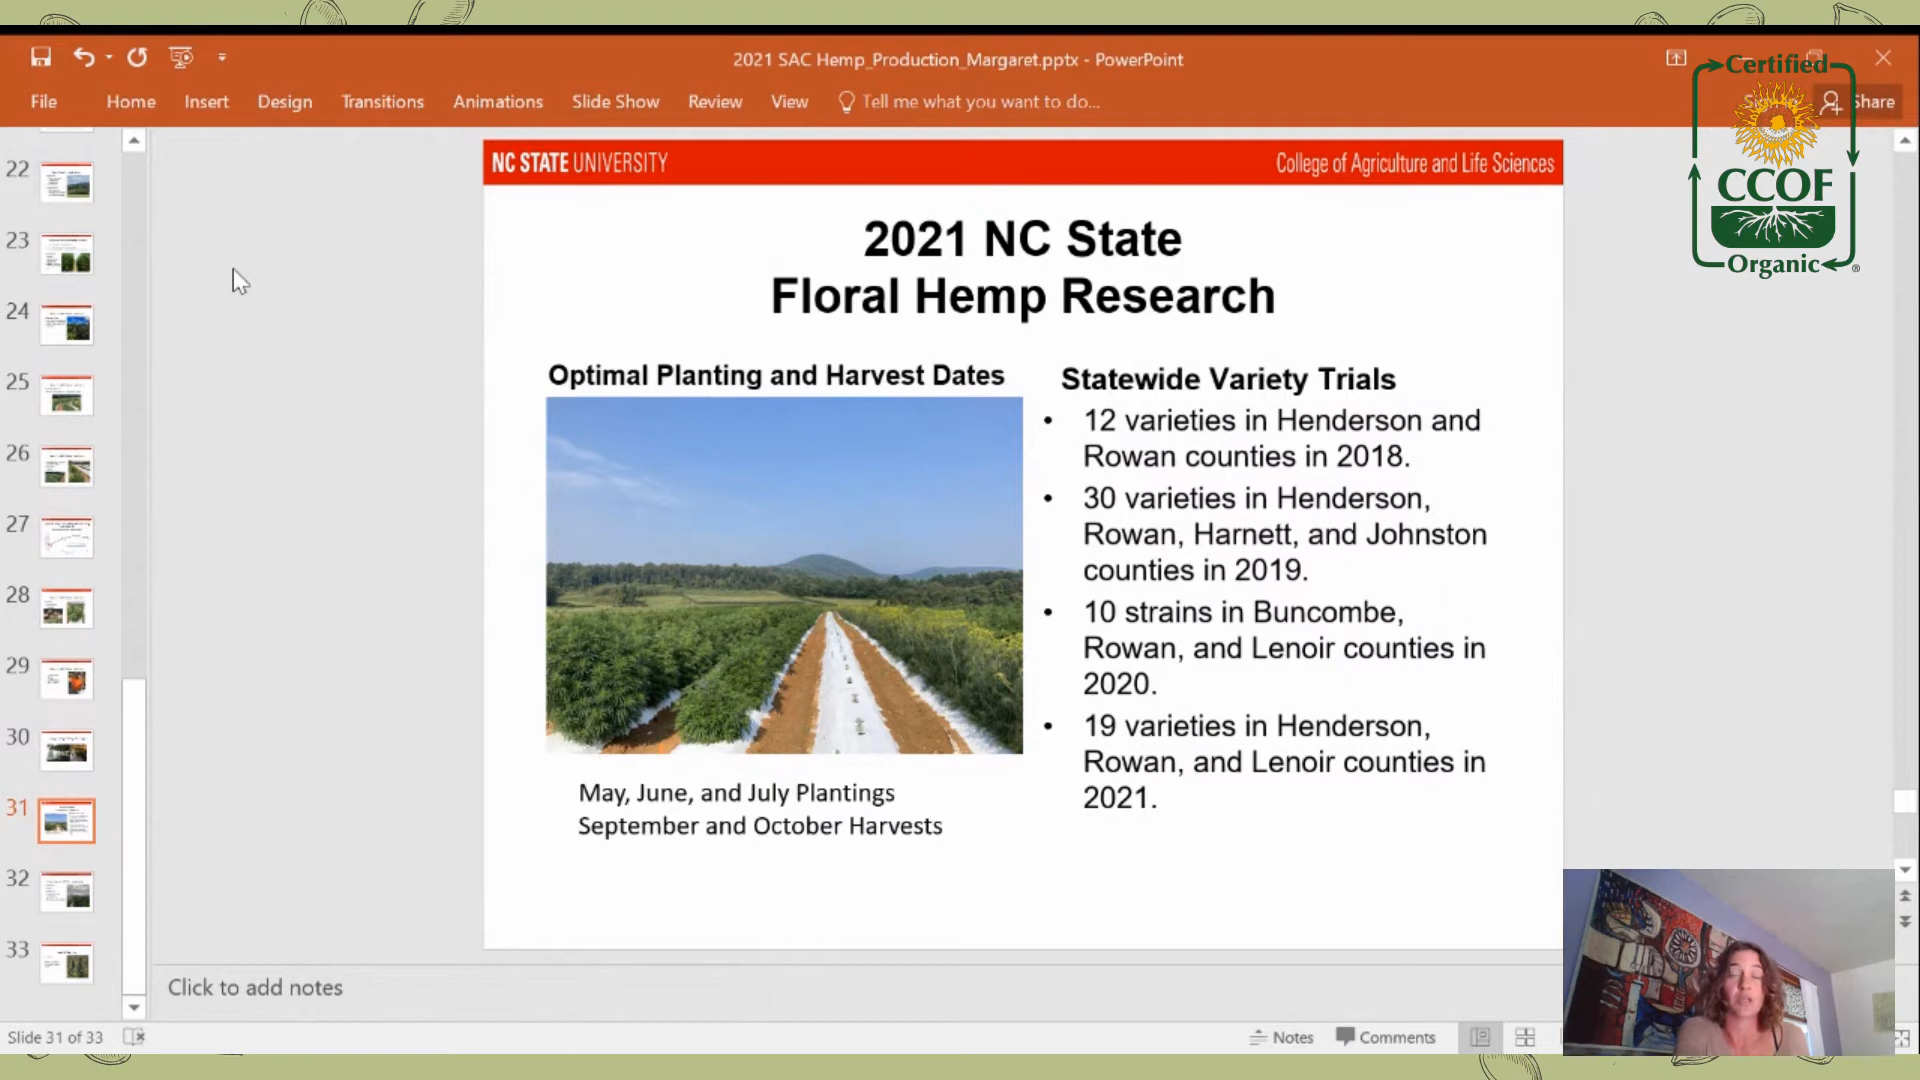 2021 SAC Hemp_Production_Margaret.pptx - PowerPoint
File Home Insert Design Transitions Animations Slide Show Review View Tell me what you want to do... Share
Certified
CCOF
Organic
®
NC STATE UNIVERSITY
College of Agriculture and Life Sciences
2021 NC State
Floral Hemp Research
Optimal Planting and Harvest Dates
May, June, and July Plantings
September and October Harvests
Statewide Variety Trials
• 12 varieties in Henderson and
Rowan counties in 2018.
• 30 varieties in Henderson,
Rowan, Harnett, and Johnston
counties in 2019.
• 10 strains in Buncombe,
Rowan, and Lenoir counties in
2020.
• 19 varieties in Henderson,
Rowan, and Lenoir counties in
2021.
22
23
24
25
26
27
28
29
30
31
32
33
Click to add notes
Slide 31 of 33
Notes Comments